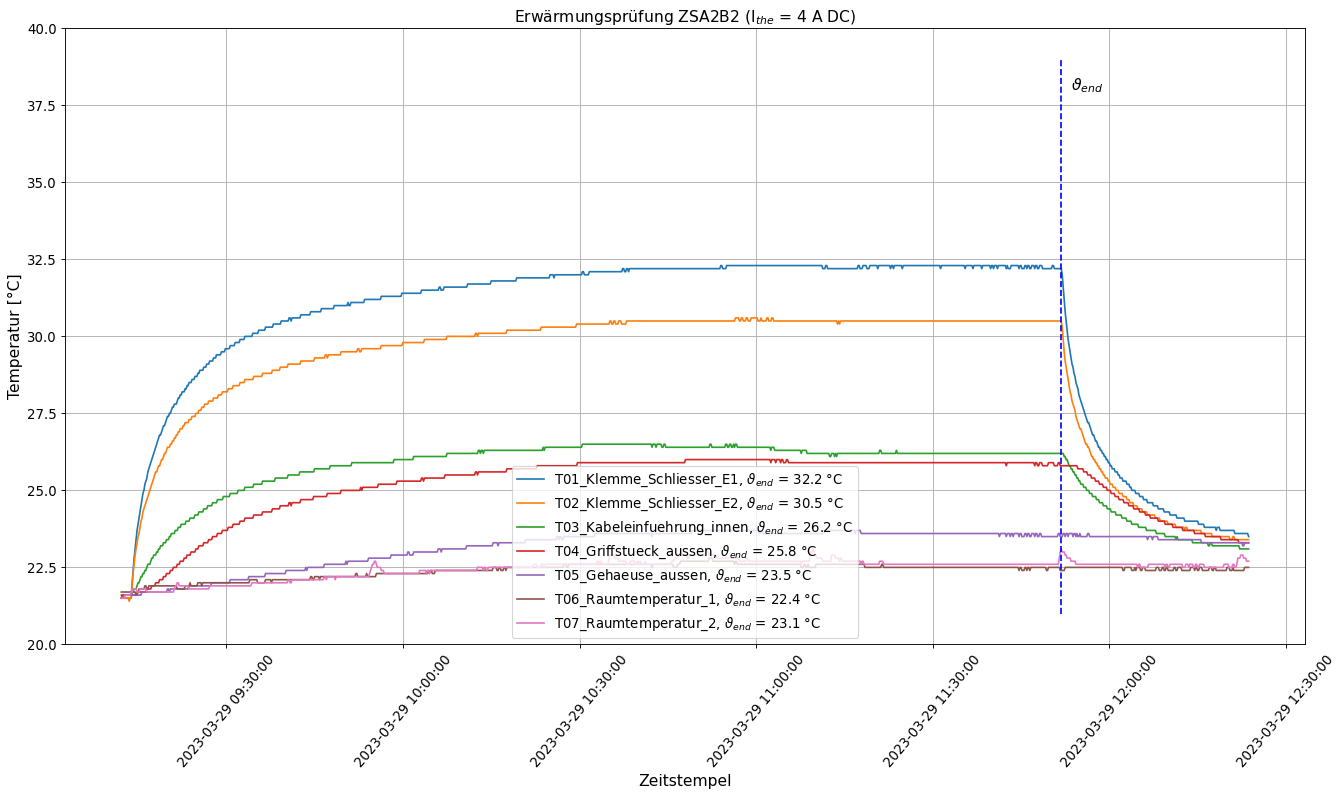 Erwärmungsprüfung ZSA2B2 (I_the = 4 A DC)
Temperatur [°C]
40.0
37.5
35.0
32.5
30.0
27.5
25.0
22.5
20.0
ϑ_end
T01_Klemme_Schliesser_E1, ϑ_end = 32.2 °C
T02_Klemme_Schliesser_E2, ϑ_end = 30.5 °C
T03_Kabeleinfuehrung_innen, ϑ_end = 26.2 °C
T04_Griffstueck_aussen, ϑ_end = 25.8 °C
T05_Gehaeuse_aussen, ϑ_end = 23.5 °C
T06_Raumtemperatur_1, ϑ_end = 22.4 °C
T07_Raumtemperatur_2, ϑ_end = 23.1 °C
2023-03-29 09:30:00
2023-03-29 10:00:00
2023-03-29 10:30:00
2023-03-29 11:00:00
2023-03-29 11:30:00
2023-03-29 12:00:00
2023-03-29 12:30:00
Zeitstempel